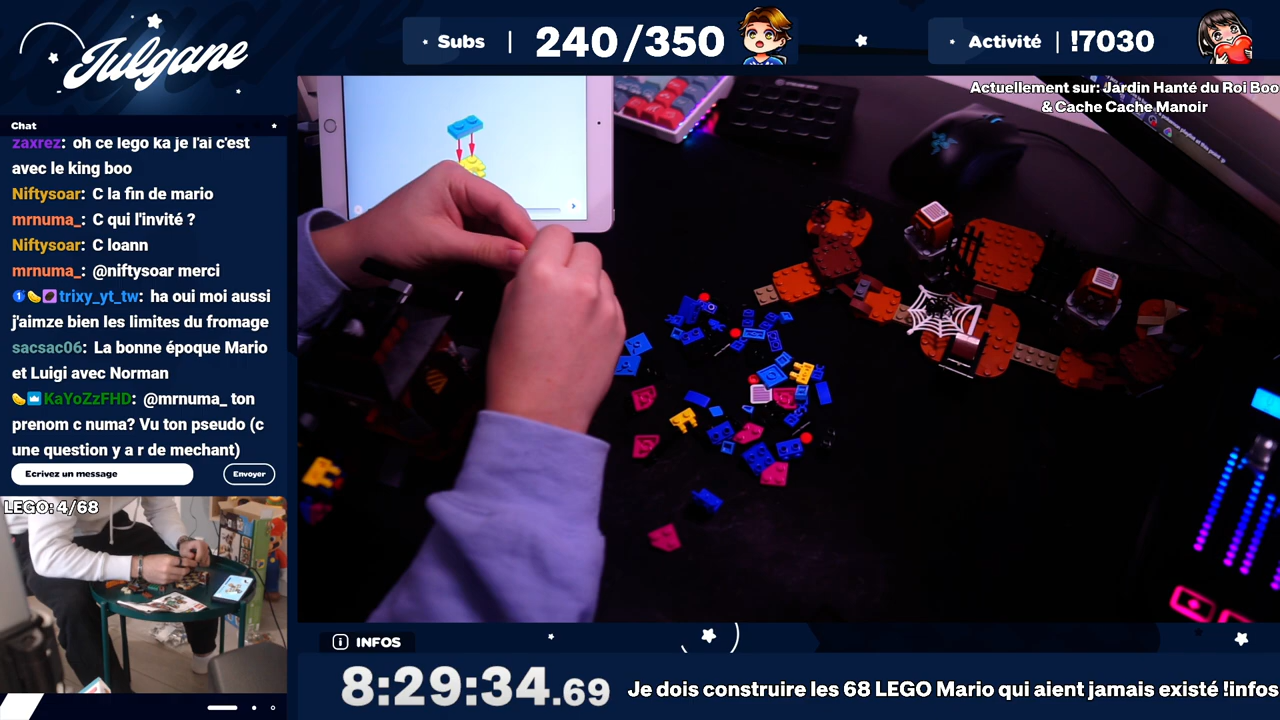 Julgane
Subs | 240/350
Activité | !7030
Actuellement sur: Jardin Hanté du Roi Boo
& Cache Cache Manoir
Chat
zaxrez: oh ce lego ka je l'ai c'est
avec le king boo
Niftysoar: C la fin de mario
mrnuma_: C qui l'invité ?
Niftysoar: C loann
mrnuma_: @niftysoar merci
trixy_yt_tw: ha oui moi aussi
j'aimze bien les limites du fromage
sacsac06: La bonne époque Mario
et Luigi avec Norman
KaYoZzFHD: @mrnuma_ ton
prenom c numa? Vu ton pseudo (c
une question y a r de mechant)
Ecrivez un message
Envoyer
LEGO: 4/68
INFOS
8:29:34.69
Je dois construire les 68 LEGO Mario qui aient jamais existé !infos